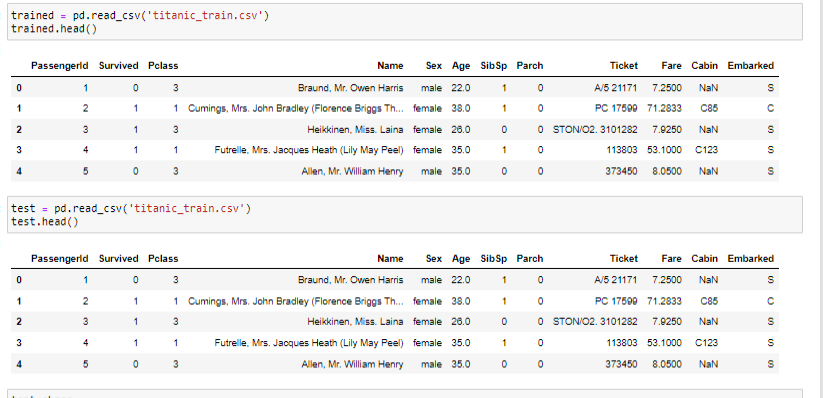 trained = pd.read_csv('titanic_train.csv')
trained.head()
PassengerId Survived Pclass Name Sex Age SibSp Parch Ticket Fare Cabin Embarked
0 1 0 3 Braund, Mr. Owen Harris male 22.0 1 0 A/5 21171 7.2500 NaN S
1 2 1 1 Cumings, Mrs. John Bradley (Florence Briggs Th... female 38.0 1 0 PC 17599 71.2833 C85 C
2 3 1 3 Heikkinen, Miss. Laina female 26.0 0 0 STON/O2. 3101282 7.9250 NaN S
3 4 1 1 Futrelle, Mrs. Jacques Heath (Lily May Peel) female 35.0 1 0 113803 53.1000 C123 S
4 5 0 3 Allen, Mr. William Henry male 35.0 0 0 373450 8.0500 NaN S
test = pd.read_csv('titanic_train.csv')
test.head()
PassengerId Survived Pclass Name Sex Age SibSp Parch Ticket Fare Cabin Embarked
0 1 0 3 Braund, Mr. Owen Harris male 22.0 1 0 A/5 21171 7.2500 NaN S
1 2 1 1 Cumings, Mrs. John Bradley (Florence Briggs Th... female 38.0 1 0 PC 17599 71.2833 C85 C
2 3 1 3 Heikkinen, Miss. Laina female 26.0 0 0 STON/O2. 3101282 7.9250 NaN S
3 4 1 1 Futrelle, Mrs. Jacques Heath (Lily May Peel) female 35.0 1 0 113803 53.1000 C123 S
4 5 0 3 Allen, Mr. William Henry male 35.0 0 0 373450 8.0500 NaN S